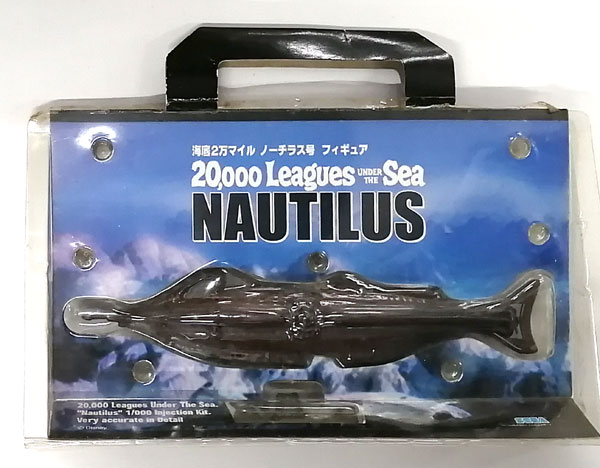 海底2万マイル ノーチラス号 フィギュア
20,000 Leagues UNDER THE Sea
NAUTILUS
20,000 Leagues Under The Sea.
"Nautilus" 1/000 Injection Kit.
Very accurate in Detail
© Disney
SEGA